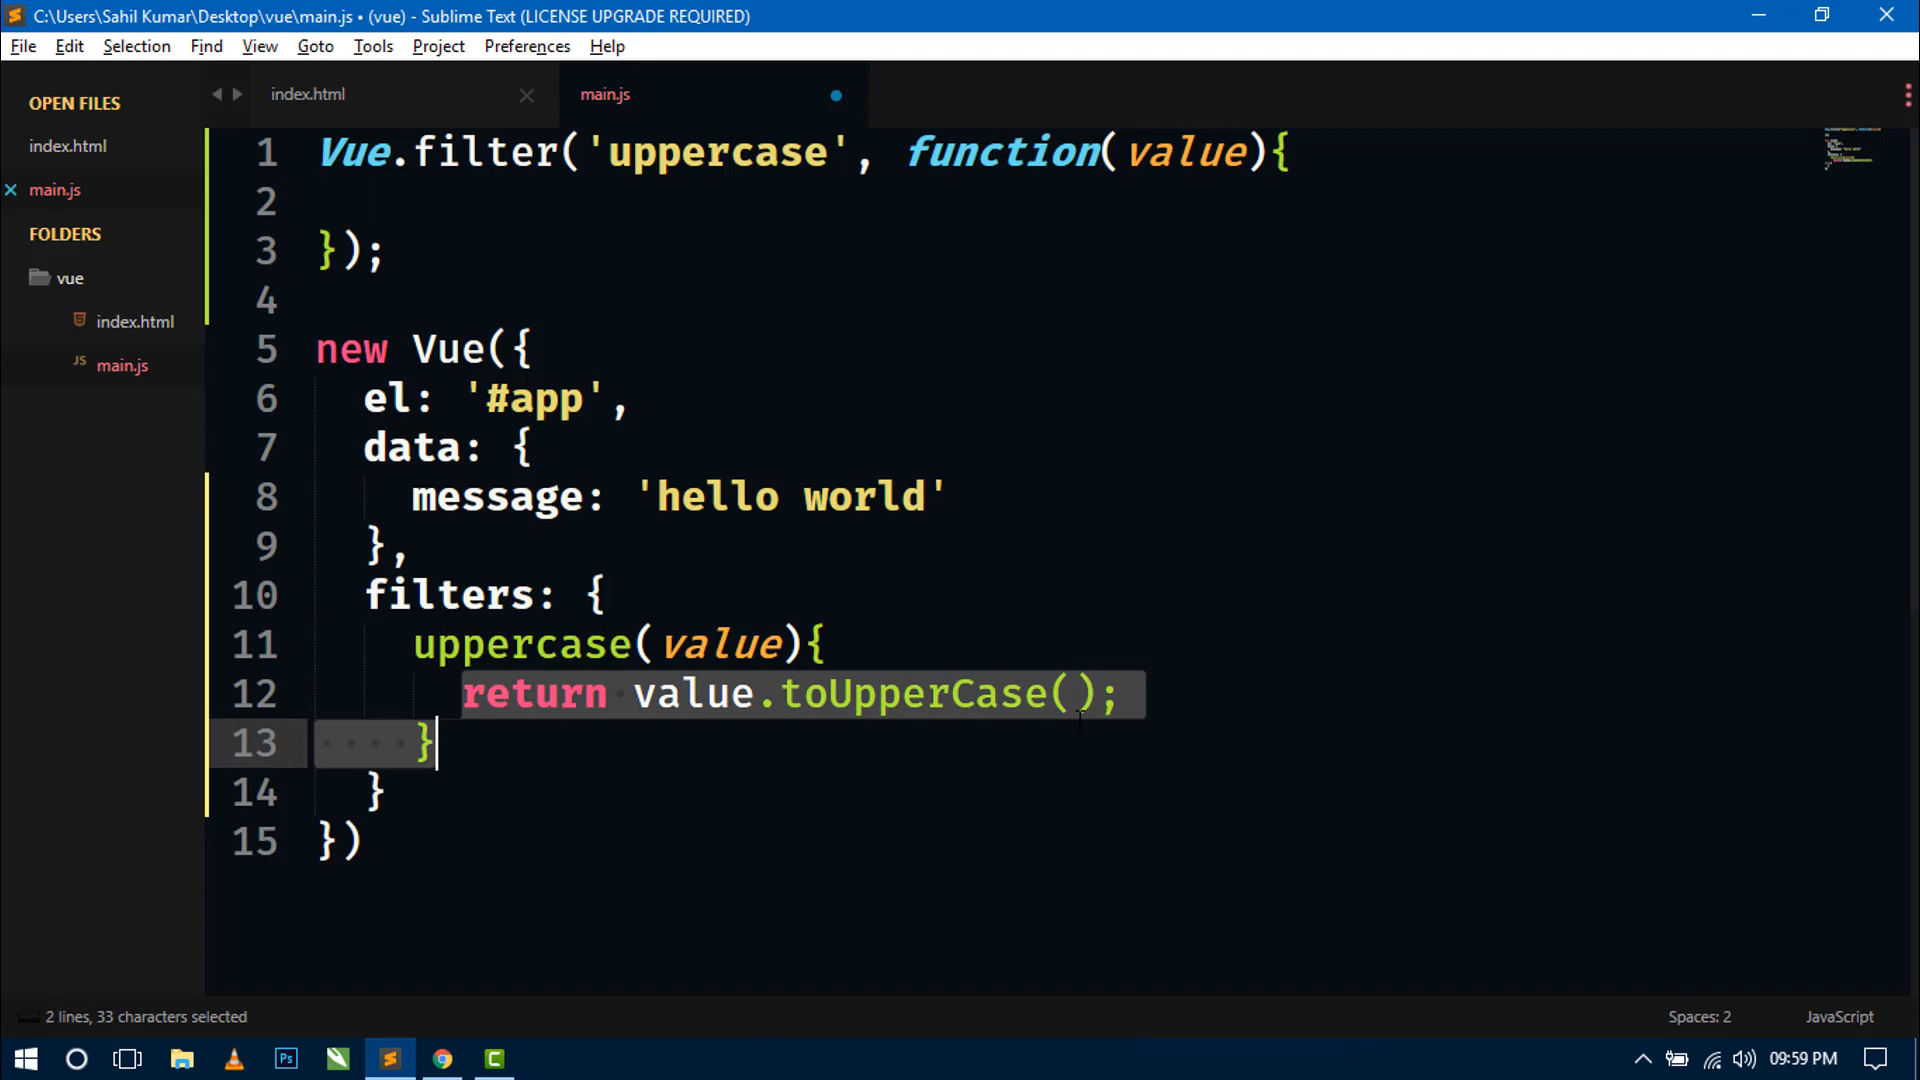 C:\Users\Sahil Kumar\Desktop\vue\main.js • (vue) - Sublime Text (LICENSE UPGRADE REQUIRED)
File Edit Selection Find View Goto Tools Project Preferences Help
OPEN FILES
index.html
main.js
FOLDERS
vue
index.html
JS main.js
index.html
main.js
1 Vue.filter('uppercase', function(value){
2
3 });
4
5 new Vue({
6 el: '#app',
7 data: {
8 message: 'hello world'
9 },
10 filters: {
11 uppercase(value){
12 return value.toUpperCase();
13 }
14 }
15 })
2 lines, 33 characters selected
Spaces: 2
JavaScript
Ps
09:59 PM